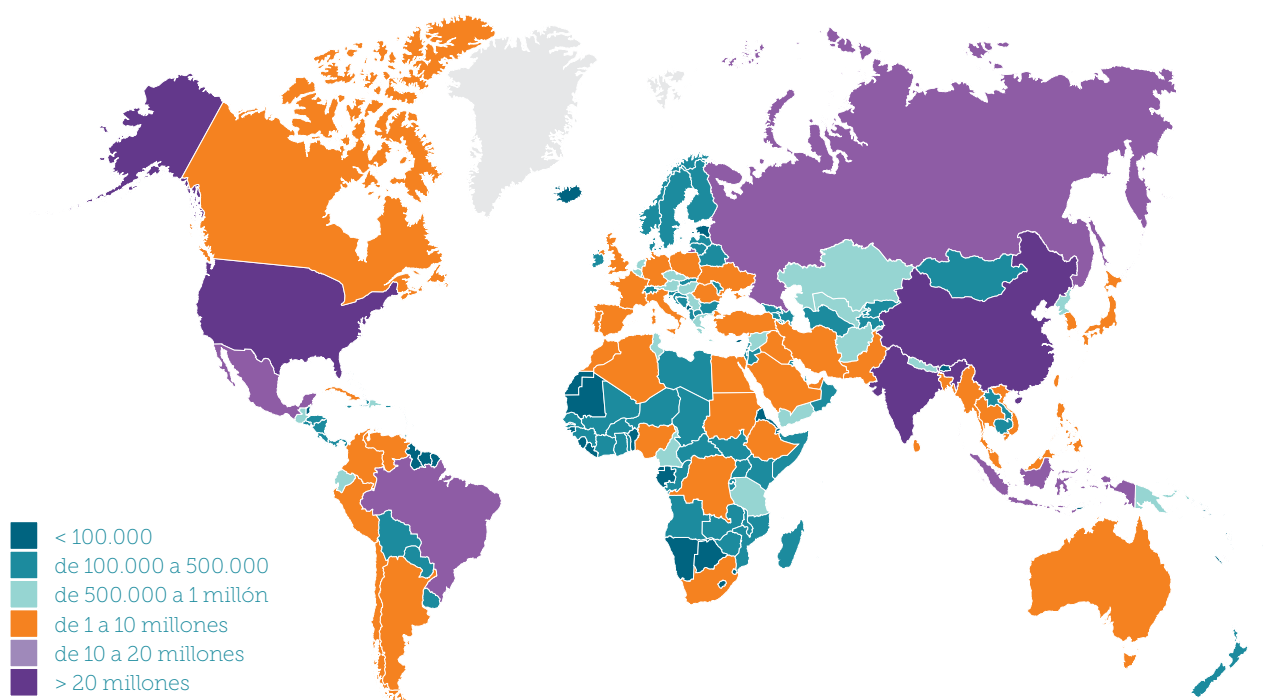 < 100.000
de 100.000 a 500.000
de 500.000 a 1 millón
de 1 a 10 millones
de 10 a 20 millones
> 20 millones